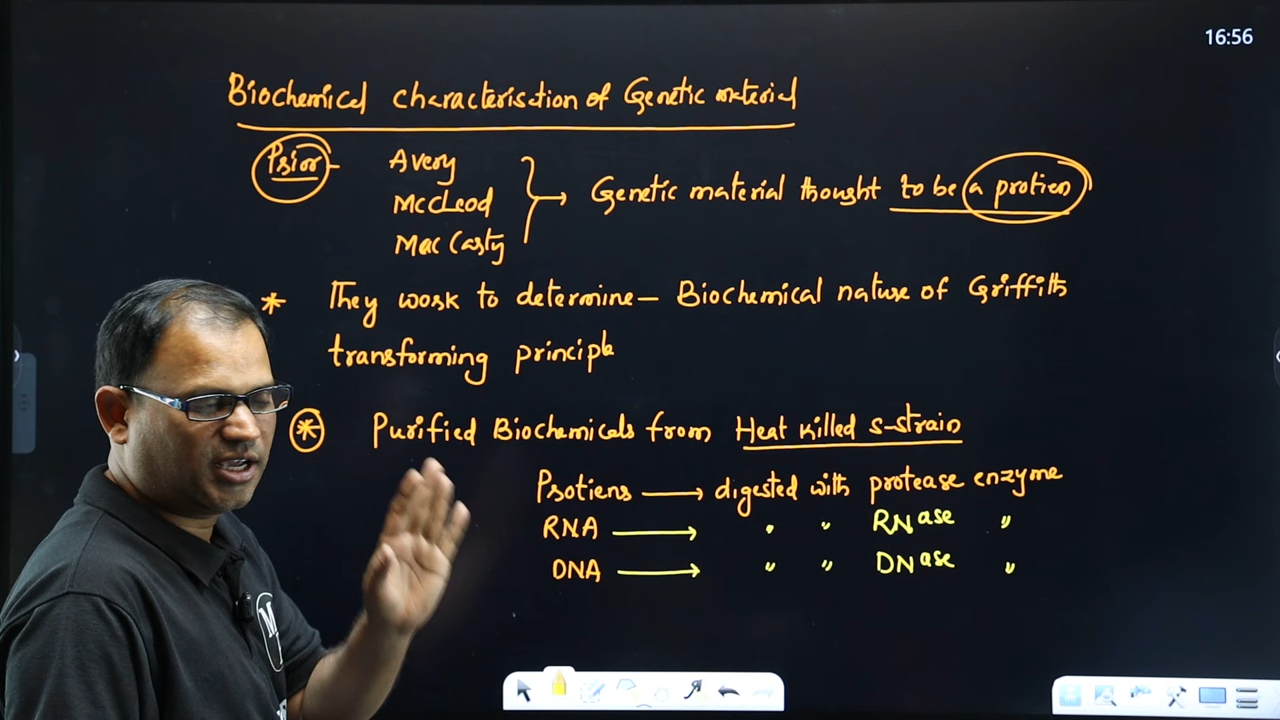 16:56
Biochemical characterisation of Genetic material
Prior - Avery
McCleod
Mac Carty
Genetic material thought to be a protien
* They work to determine - Biochemical nature of Griffith
transforming principle
* Purified Biochemicals from Heat killed s-strain
Protiens → digested with protease enzyme
RNA → " " RNase "
DNA → " " DNase "
M